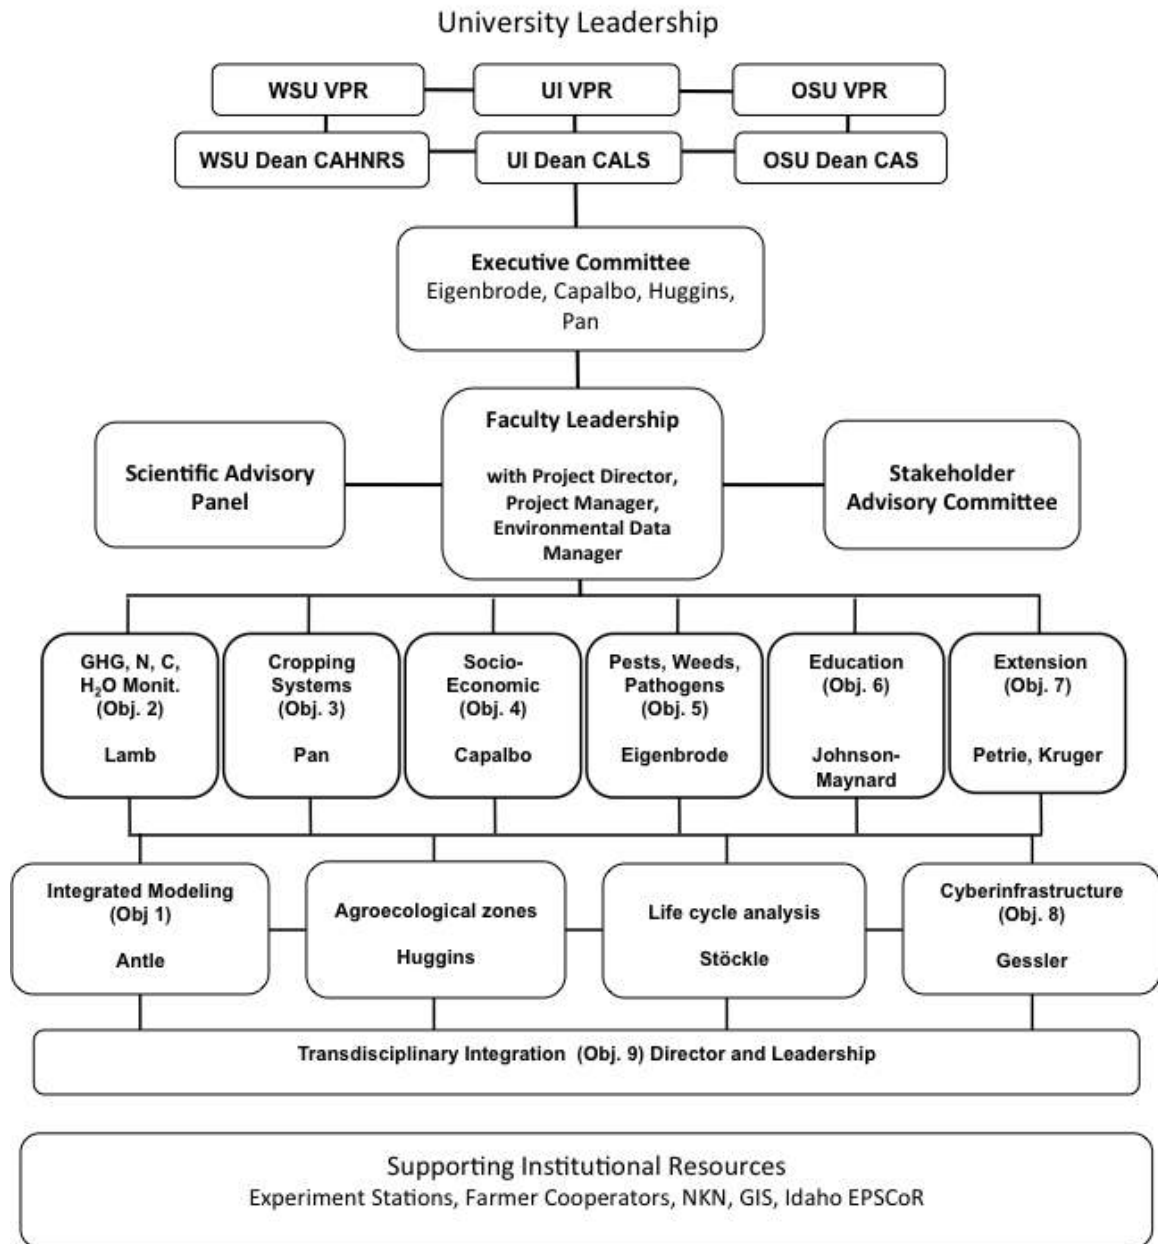 University Leadership
WSU VPR
UI VPR
OSU VPR
WSU Dean CAHNRS
UI Dean CALS
OSU Dean CAS
Executive Committee
Eigenbrode, Capalbo, Huggins,
Pan
Faculty Leadership
with Project Director,
Project Manager,
Environmental Data
Manager
Scientific Advisory
Panel
Stakeholder
Advisory Committee
GHG, N, C,
H₂O Monit.
(Obj. 2)
Lamb
Cropping
Systems
(Obj. 3)
Pan
Socio-
Economic
(Obj. 4)
Capalbo
Pests, Weeds,
Pathogens
(Obj. 5)
Eigenbrode
Education
(Obj. 6)
Johnson-
Maynard
Extension
(Obj. 7)
Petrie, Kruger
Integrated Modeling
(Obj 1)
Antle
Agroecological zones
Huggins
Life cycle analysis
Stöckle
Cyberinfrastructure
(Obj. 8)
Gessler
Transdisciplinary Integration (Obj. 9) Director and Leadership
Supporting Institutional Resources
Experiment Stations, Farmer Cooperators, NKN, GIS, Idaho EPSCoR